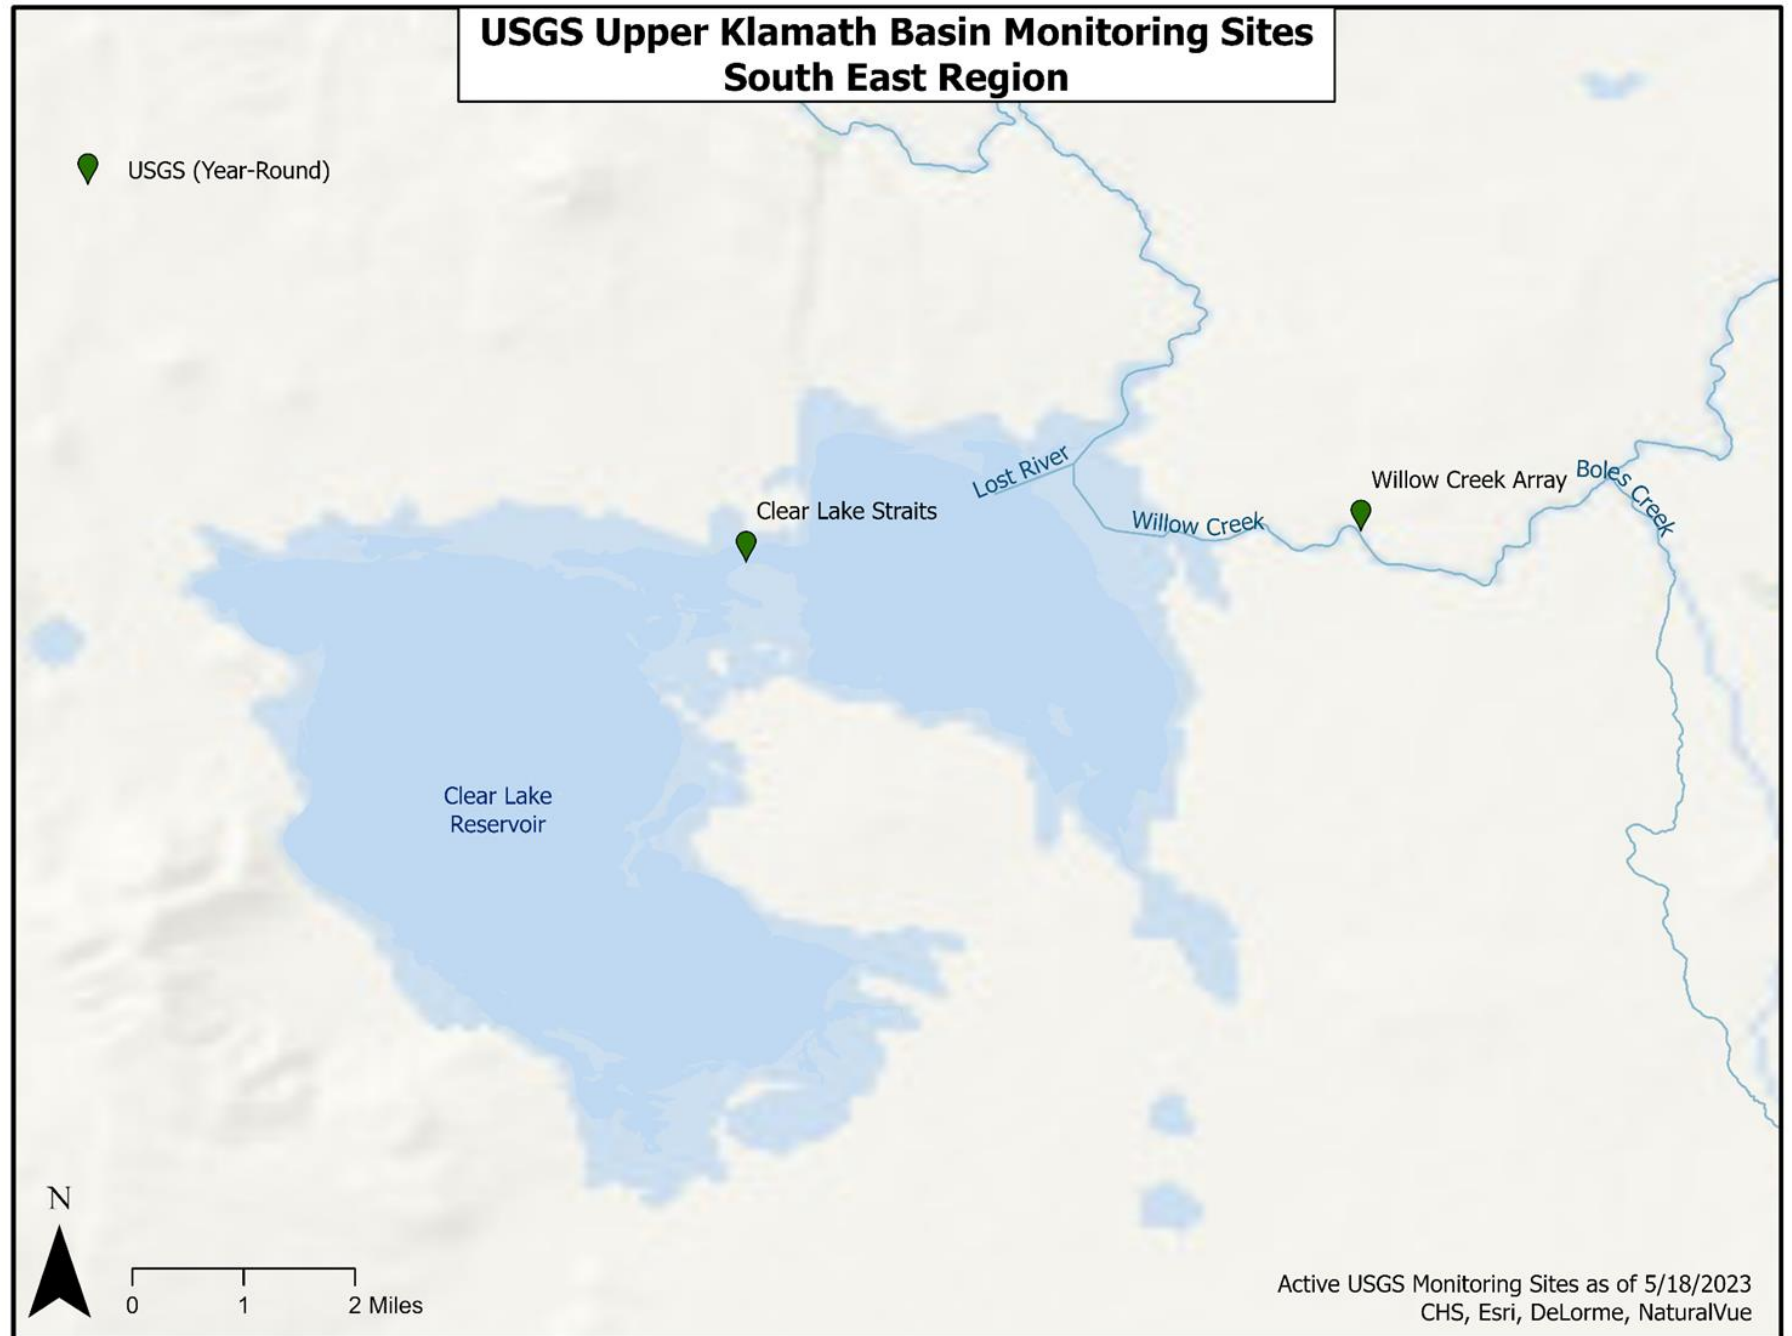 USGS Upper Klamath Basin Monitoring Sites
South East Region
USGS (Year-Round)
Lost River
Willow Creek Array
Boles Creek
Clear Lake Straits
Willow Creek
Clear Lake
Reservoir
N
0 1 2 Miles
Active USGS Monitoring Sites as of 5/18/2023
CHS, Esri, DeLorme, NaturalVue